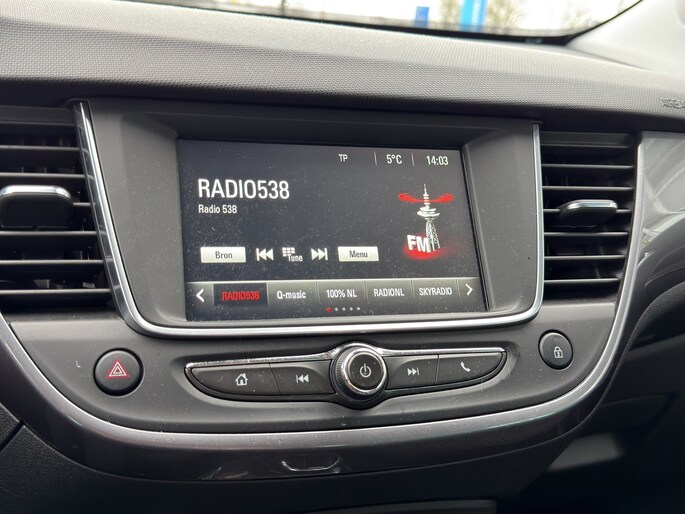 TP 5°C 14:03
RADIO538
Radio 538
FM
Bron Tune Menu
RADIO538 Q-music 100% NL RADIONL SKYRADIO